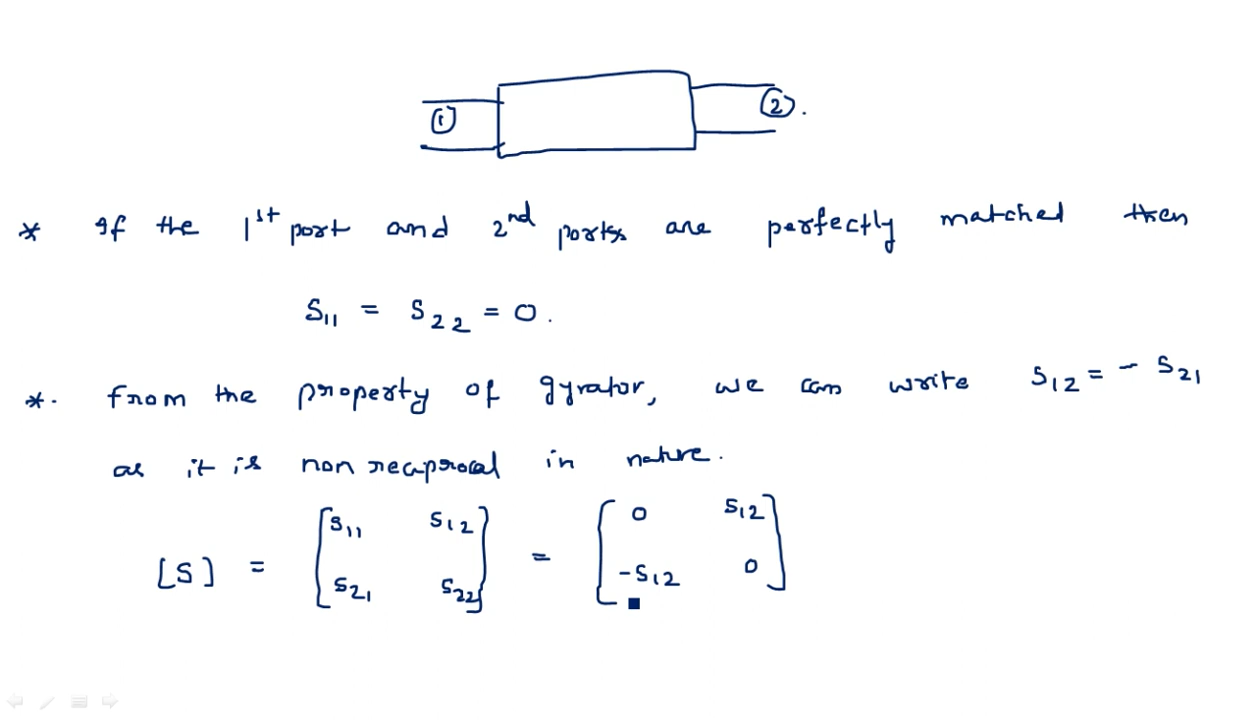 ① ②.
* If the 1st port and 2nd ports are perfectly matched then
S11 = S22 = 0.
*. from the property of gyrator, we can write S12 = - S21
as it is non reciprocal in nature.
[S] = [S11 S12 = [0 S12]
S21 S22] -S12 0]